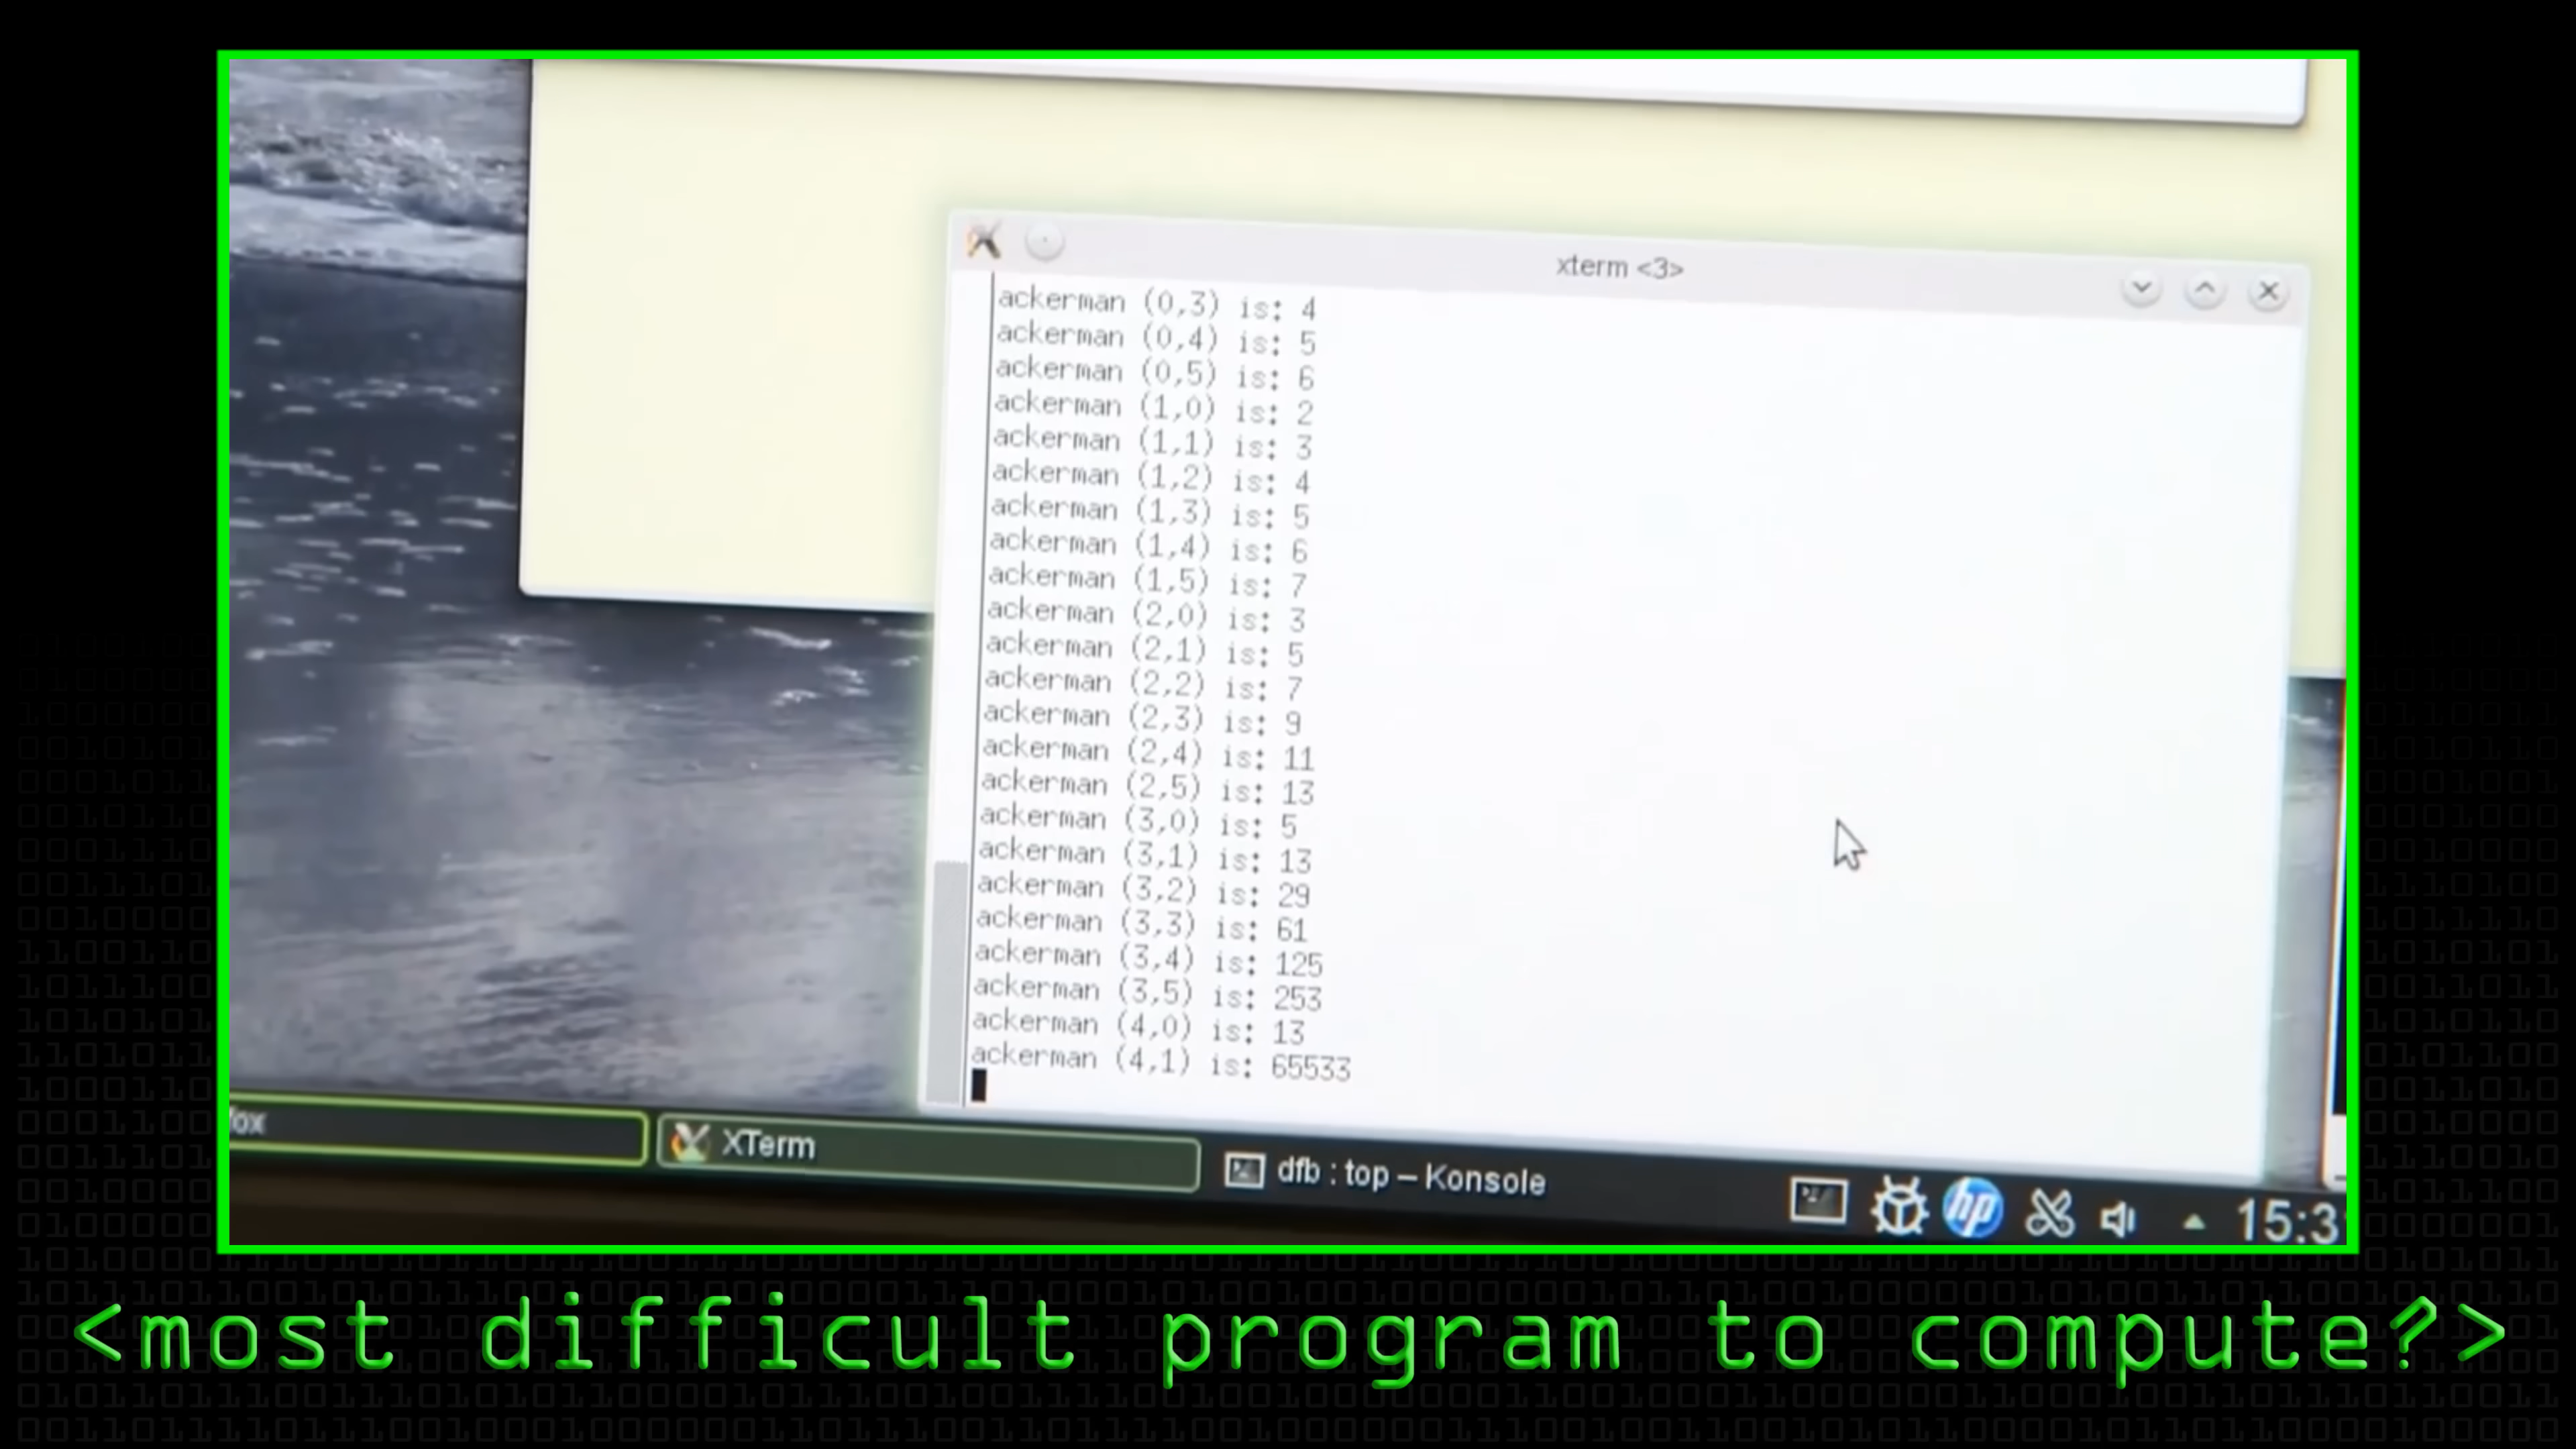 xterm <3>
ackerman (0,3) is: 4
ackerman (0,4) is: 5
ackerman (0,5) is: 6
ackerman (1,0) is: 2
ackerman (1,1) is: 3
ackerman (1,2) is: 4
ackerman (1,3) is: 5
ackerman (1,4) is: 6
ackerman (1,5) is: 7
ackerman (2,0) is: 3
ackerman (2,1) is: 5
ackerman (2,2) is: 7
ackerman (2,3) is: 9
ackerman (2,4) is: 11
ackerman (2,5) is: 13
ackerman (3,0) is: 5
ackerman (3,1) is: 13
ackerman (3,2) is: 29
ackerman (3,3) is: 61
ackerman (3,4) is: 125
ackerman (3,5) is: 253
ackerman (4,0) is: 13
ackerman (4,1) is: 65533
fox
XTerm
dfb : top – Konsole
hp
15:3
<most difficult program to compute?>